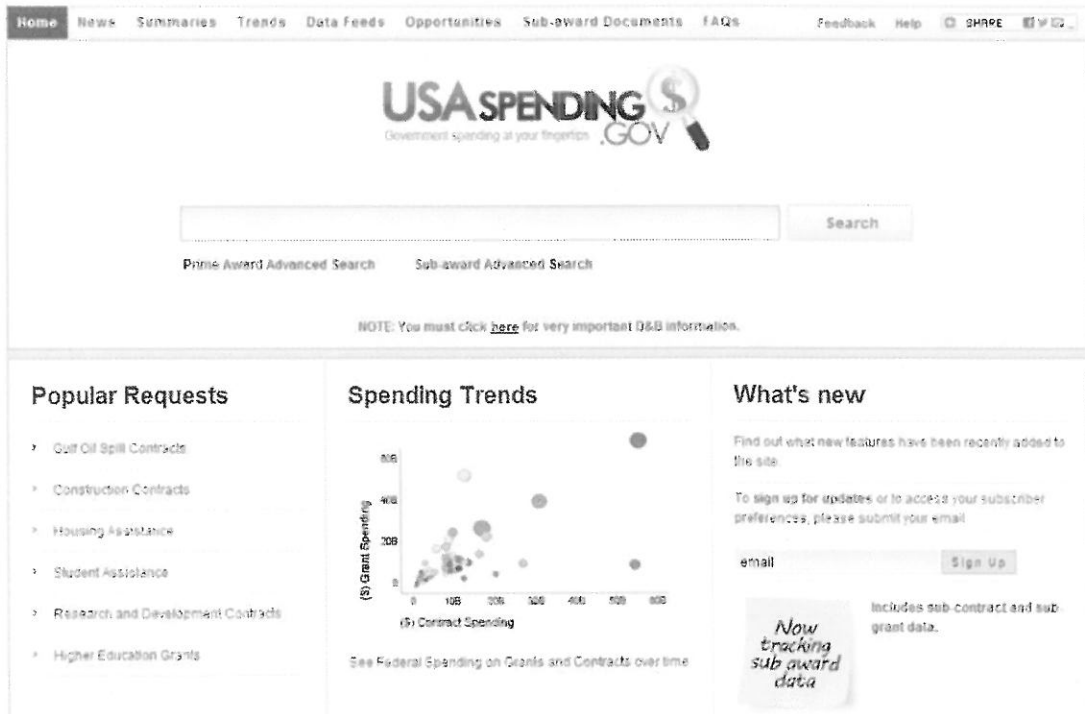 Home News Summaries Trends Data Feeds Opportunities Sub-award Documents FAQs Feedback Help SHARE
USASPENDING
Government spending at your fingertips .GOV
Search
Prime Award Advanced Search Sub-award Advanced Search
NOTE: You must click here for very important D&B information.
Popular Requests
Gulf Oil Spill Contracts
Construction Contracts
Housing Assistance
Student Assistance
Research and Development Contracts
Higher Education Grants
Spending Trends
60B
40B
20B
0
($) Grant Spending
0 10B 20B 30B 40B 50B 60B
($) Contract Spending
See Federal Spending on Grants and Contracts over time
What's new
Find out what new features have been recently added to
the site.
To sign up for updates or to access your subscriber
preferences, please submit your email
email Sign Up
Now
tracking
sub award
data
Includes sub-contract and sub-
grant data.